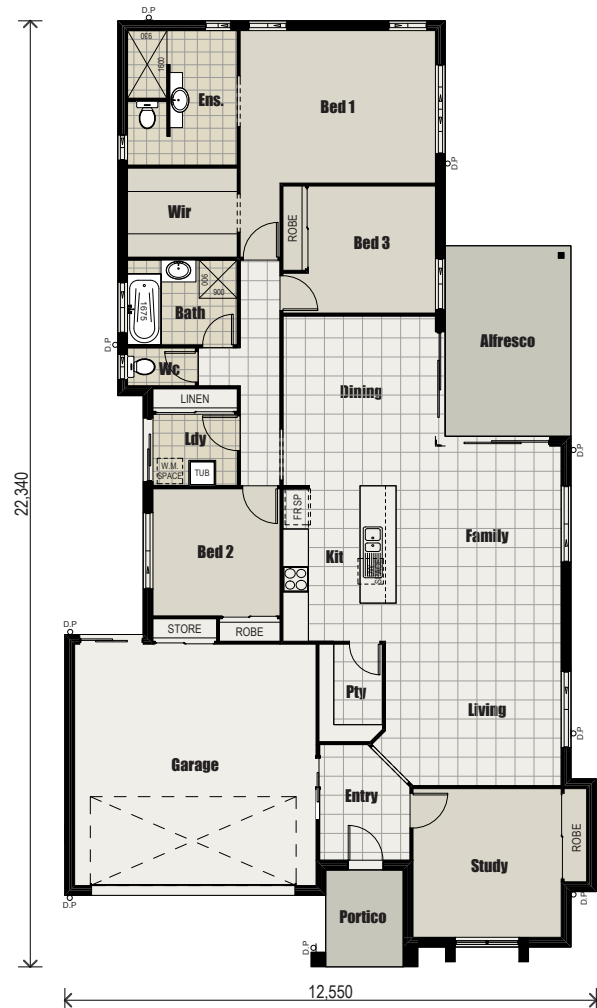 D.P
900
1600
Ens.
Bed 1
D.P
Wir
ROBE
Bed 3
900
900
1675
Bath
Alfresco
D.P
Wc
Dining
LINEN
Ldy
W.M.
SPACE
TUB
D.P
22,340
FR SP
Family
Bed 2
Kit
D.P
STORE
ROBE
Pty
Living
D.P
Garage
Entry
ROBE
Study
D.P
D.P
Portico
D.P
12,550